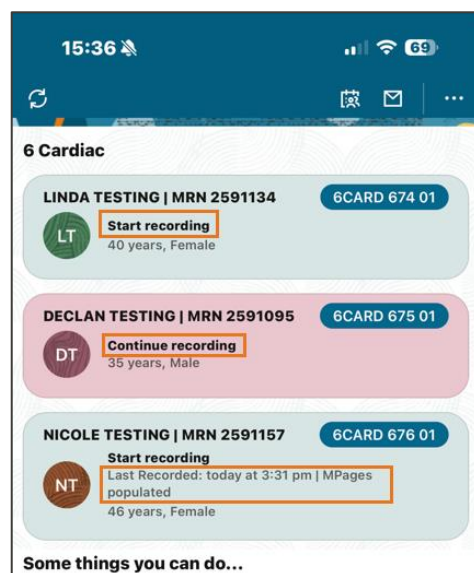 15:36
69
6 Cardiac
LINDA TESTING | MRN 2591134
6CARD 674 01
LT
Start recording
40 years, Female
DECLAN TESTING | MRN 2591095
6CARD 675 01
DT
Continue recording
35 years, Male
NICOLE TESTING | MRN 2591157
6CARD 676 01
NT
Start recording
Last Recorded: today at 3:31 pm | MPages
populated
46 years, Female
Some things you can do...